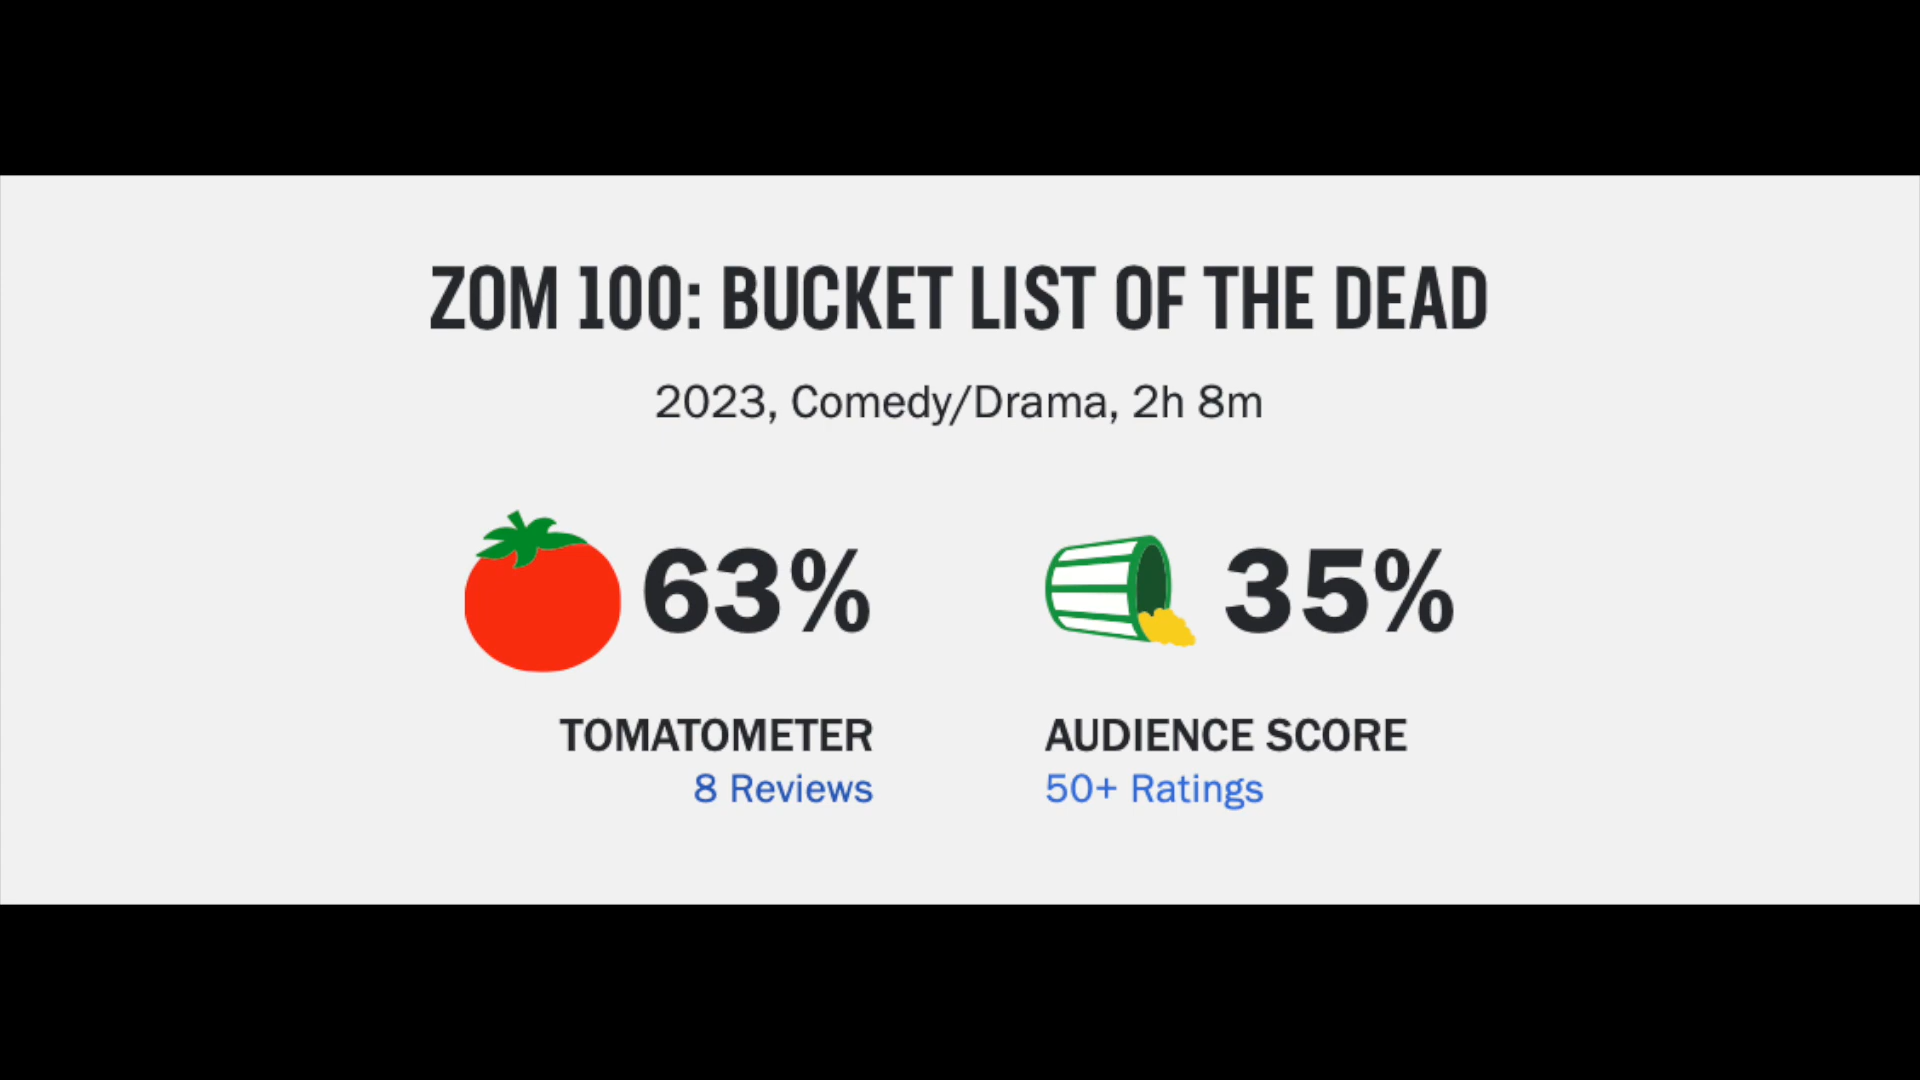 ZOM 100: BUCKET LIST OF THE DEAD
2023, Comedy/Drama, 2h 8m
63%
35%
TOMATOMETER
AUDIENCE SCORE
8 Reviews
50+ Ratings